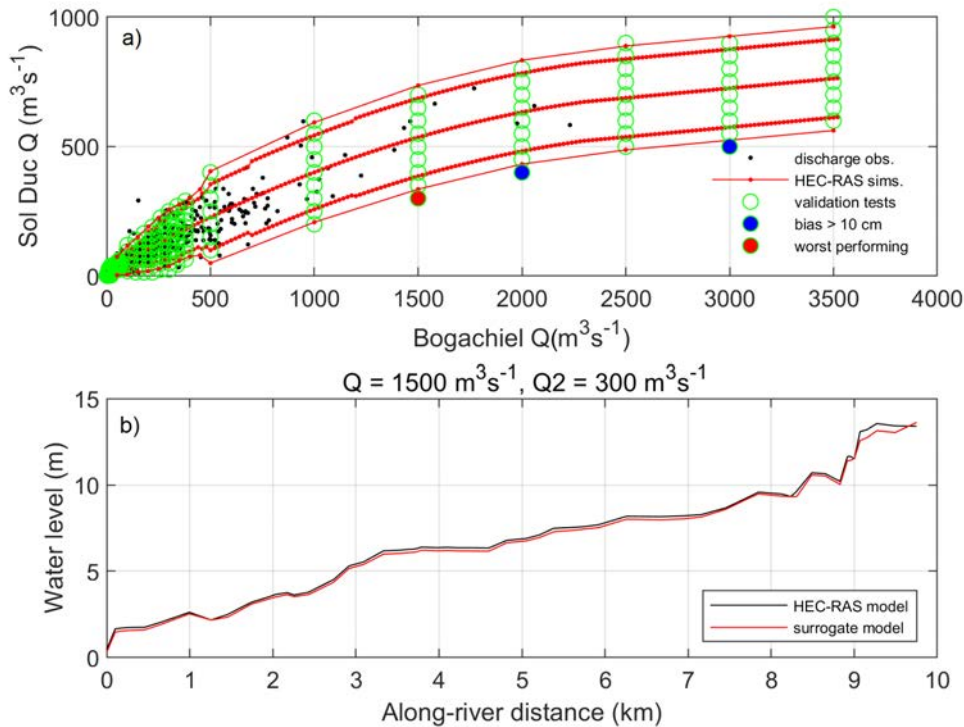 a)
1000
500
0
Sol Duc Q (m³s⁻¹)
discharge obs.
HEC-RAS sims.
validation tests
bias > 10 cm
worst performing
0 500 1000 1500 2000 2500 3000 3500 4000
Bogachiel Q(m³s⁻¹)
Q = 1500 m³s⁻¹, Q2 = 300 m³s⁻¹
b)
15
10
5
0
Water level (m)
HEC-RAS model
surrogate model
0 1 2 3 4 5 6 7 8 9 10
Along-river distance (km)